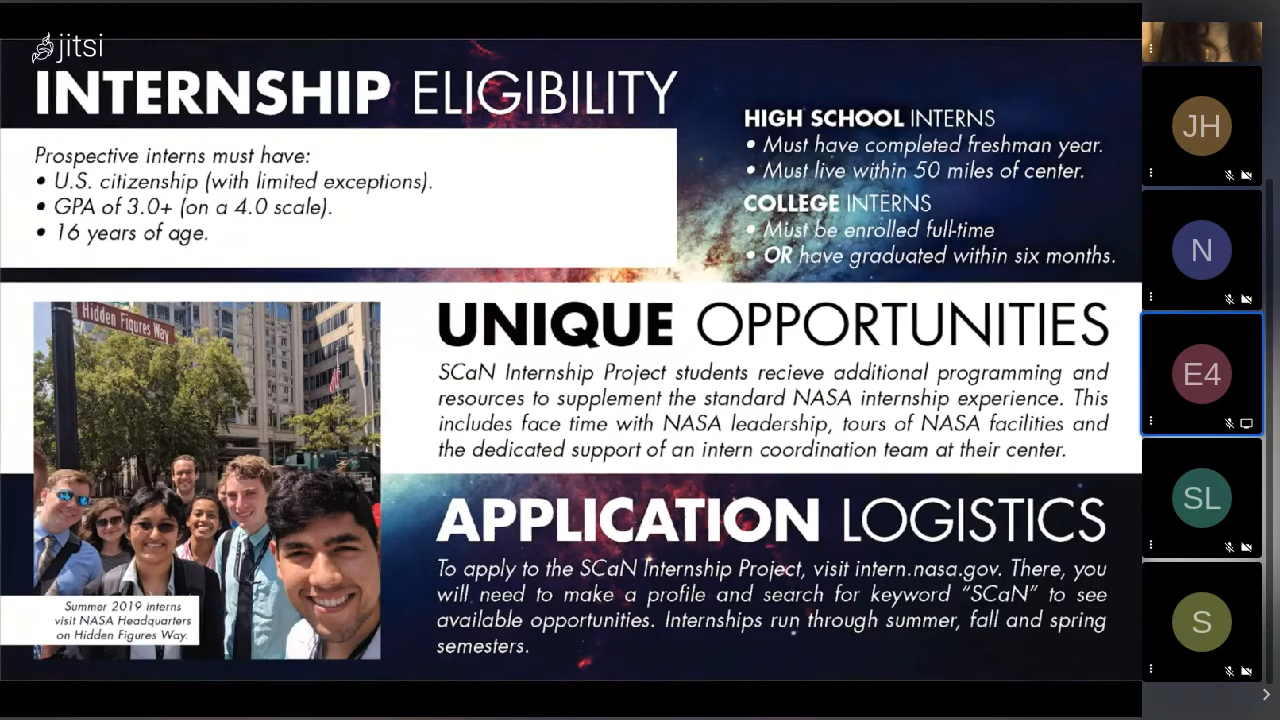 jitsi
INTERNSHIP ELIGIBILITY
Prospective interns must have:
• U.S. citizenship (with limited exceptions).
• GPA of 3.0+ (on a 4.0 scale).
• 16 years of age.
HIGH SCHOOL INTERNS
• Must have completed freshman year.
• Must live within 50 miles of center.
COLLEGE INTERNS
• Must be enrolled full-time
• OR have graduated within six months.
Hidden Figures Way
Summer 2019 interns
visit NASA Headquarters
on Hidden Figures Way.
UNIQUE OPPORTUNITIES
SCaN Internship Project students recieve additional programming and
resources to supplement the standard NASA internship experience. This
includes face time with NASA leadership, tours of NASA facilities and
the dedicated support of an intern coordination team at their center.
APPLICATION LOGISTICS
To apply to the SCaN Internship Project, visit intern.nasa.gov. There, you
will need to make a profile and search for keyword “SCaN” to see
available opportunities. Internships run through summer, fall and spring
semesters.
JH
N
E4
SL
S